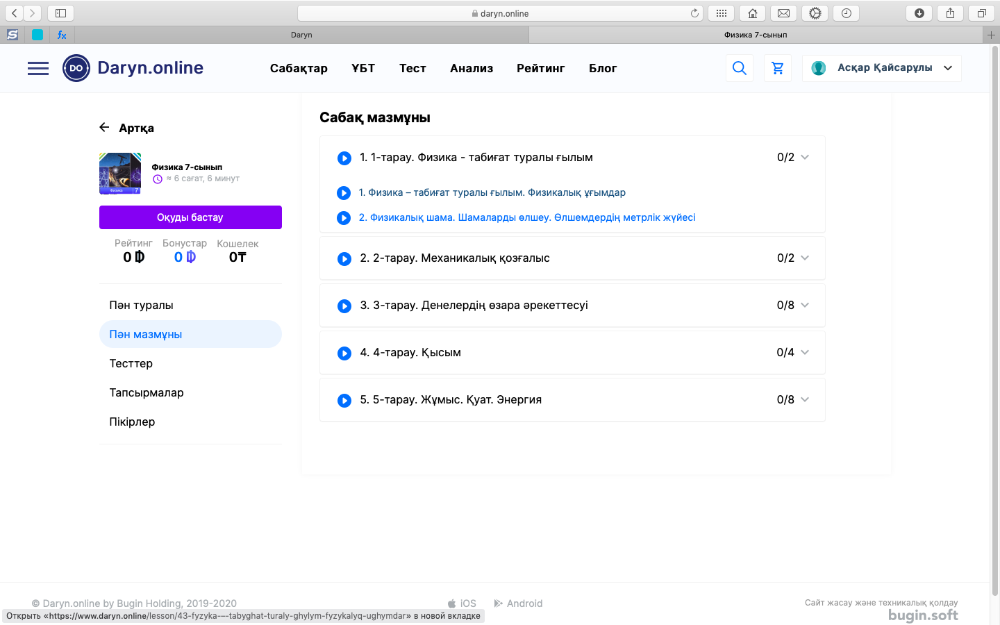 daryn.online
Daryn
Физика 7-сынып
DO Daryn.online
Сабақтар ҰБТ Тест Анализ Рейтинг Блог
Асқар Қайсарұлы
Артқа
Физика 7-сынып
≈ 6 сағат, 6 минут
Физика 7
Оқуды бастау
Рейтинг Бонустар Кошелек
0 0 0₸
Пән туралы
Пән мазмұны
Тесттер
Тапсырмалар
Пікірлер
Сабақ мазмұны
1. 1-тарау. Физика - табиғат туралы ғылым 0/2
1. Физика – табиғат туралы ғылым. Физикалық ұғымдар
2. Физикалық шама. Шамаларды өлшеу. Өлшемдердің метрлік жүйесі
2. 2-тарау. Механикалық қозғалыс 0/2
3. 3-тарау. Денелердің өзара әрекеттесуі 0/8
4. 4-тарау. Қысым 0/4
5. 5-тарау. Жұмыс. Қуат. Энергия 0/8
© Daryn.online by Bugin Holding, 2019-2020
iOS Android
Сайт жасау және техникалық қолдау
bugin.soft
Открыть «https://www.daryn.online/lesson/43-fyzyka-–-tabyghat-turaly-ghylym-fyzykalyq-ughymdar» в новой вкладке